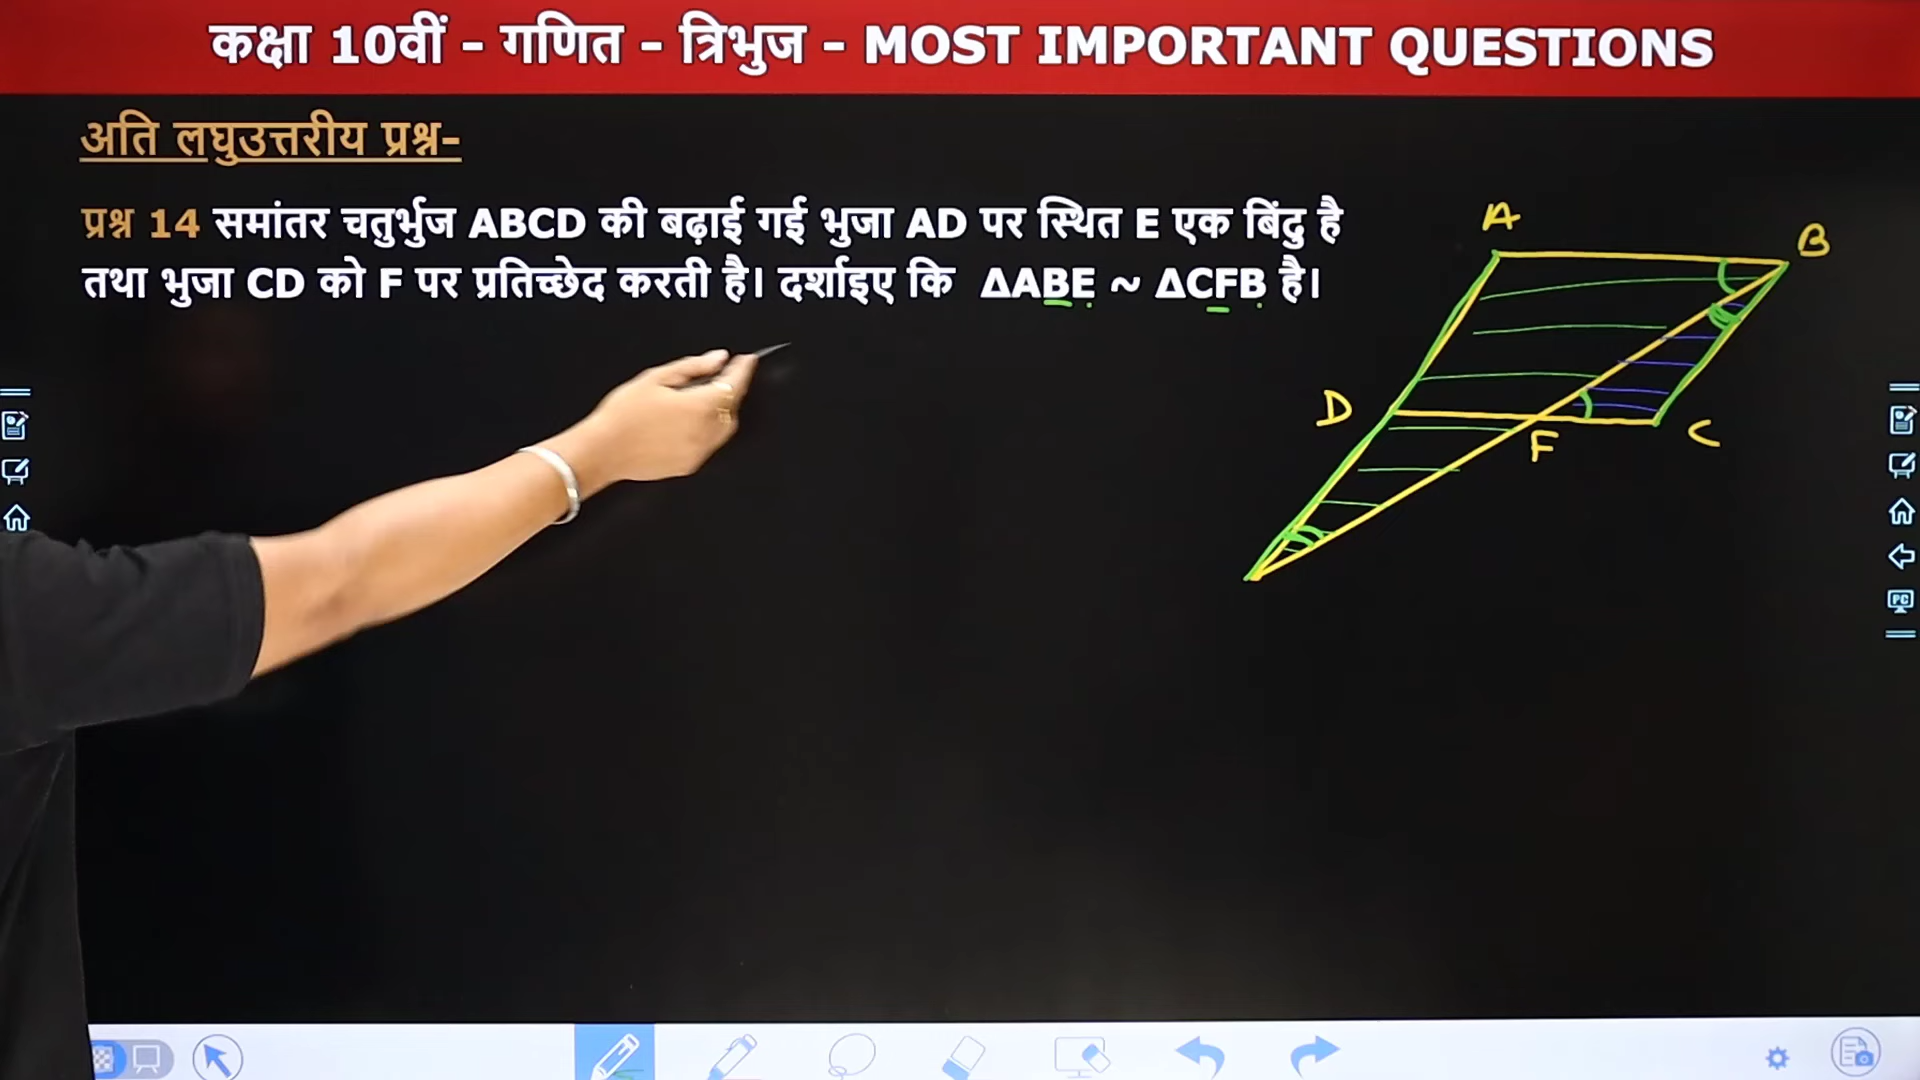 कक्षा 10वीं - गणित - त्रिभुज - MOST IMPORTANT QUESTIONS
अति लघुउत्तरीय प्रश्न-
प्रश्न 14 समांतर चतुर्भुज ABCD की बढ़ाई गई भुजा AD पर स्थित E एक बिंदु है
तथा भुजा CD को F पर प्रतिच्छेद करती है। दर्शाइए कि ΔABE ~ ΔCFB है।
A
B
D
F
C
PC